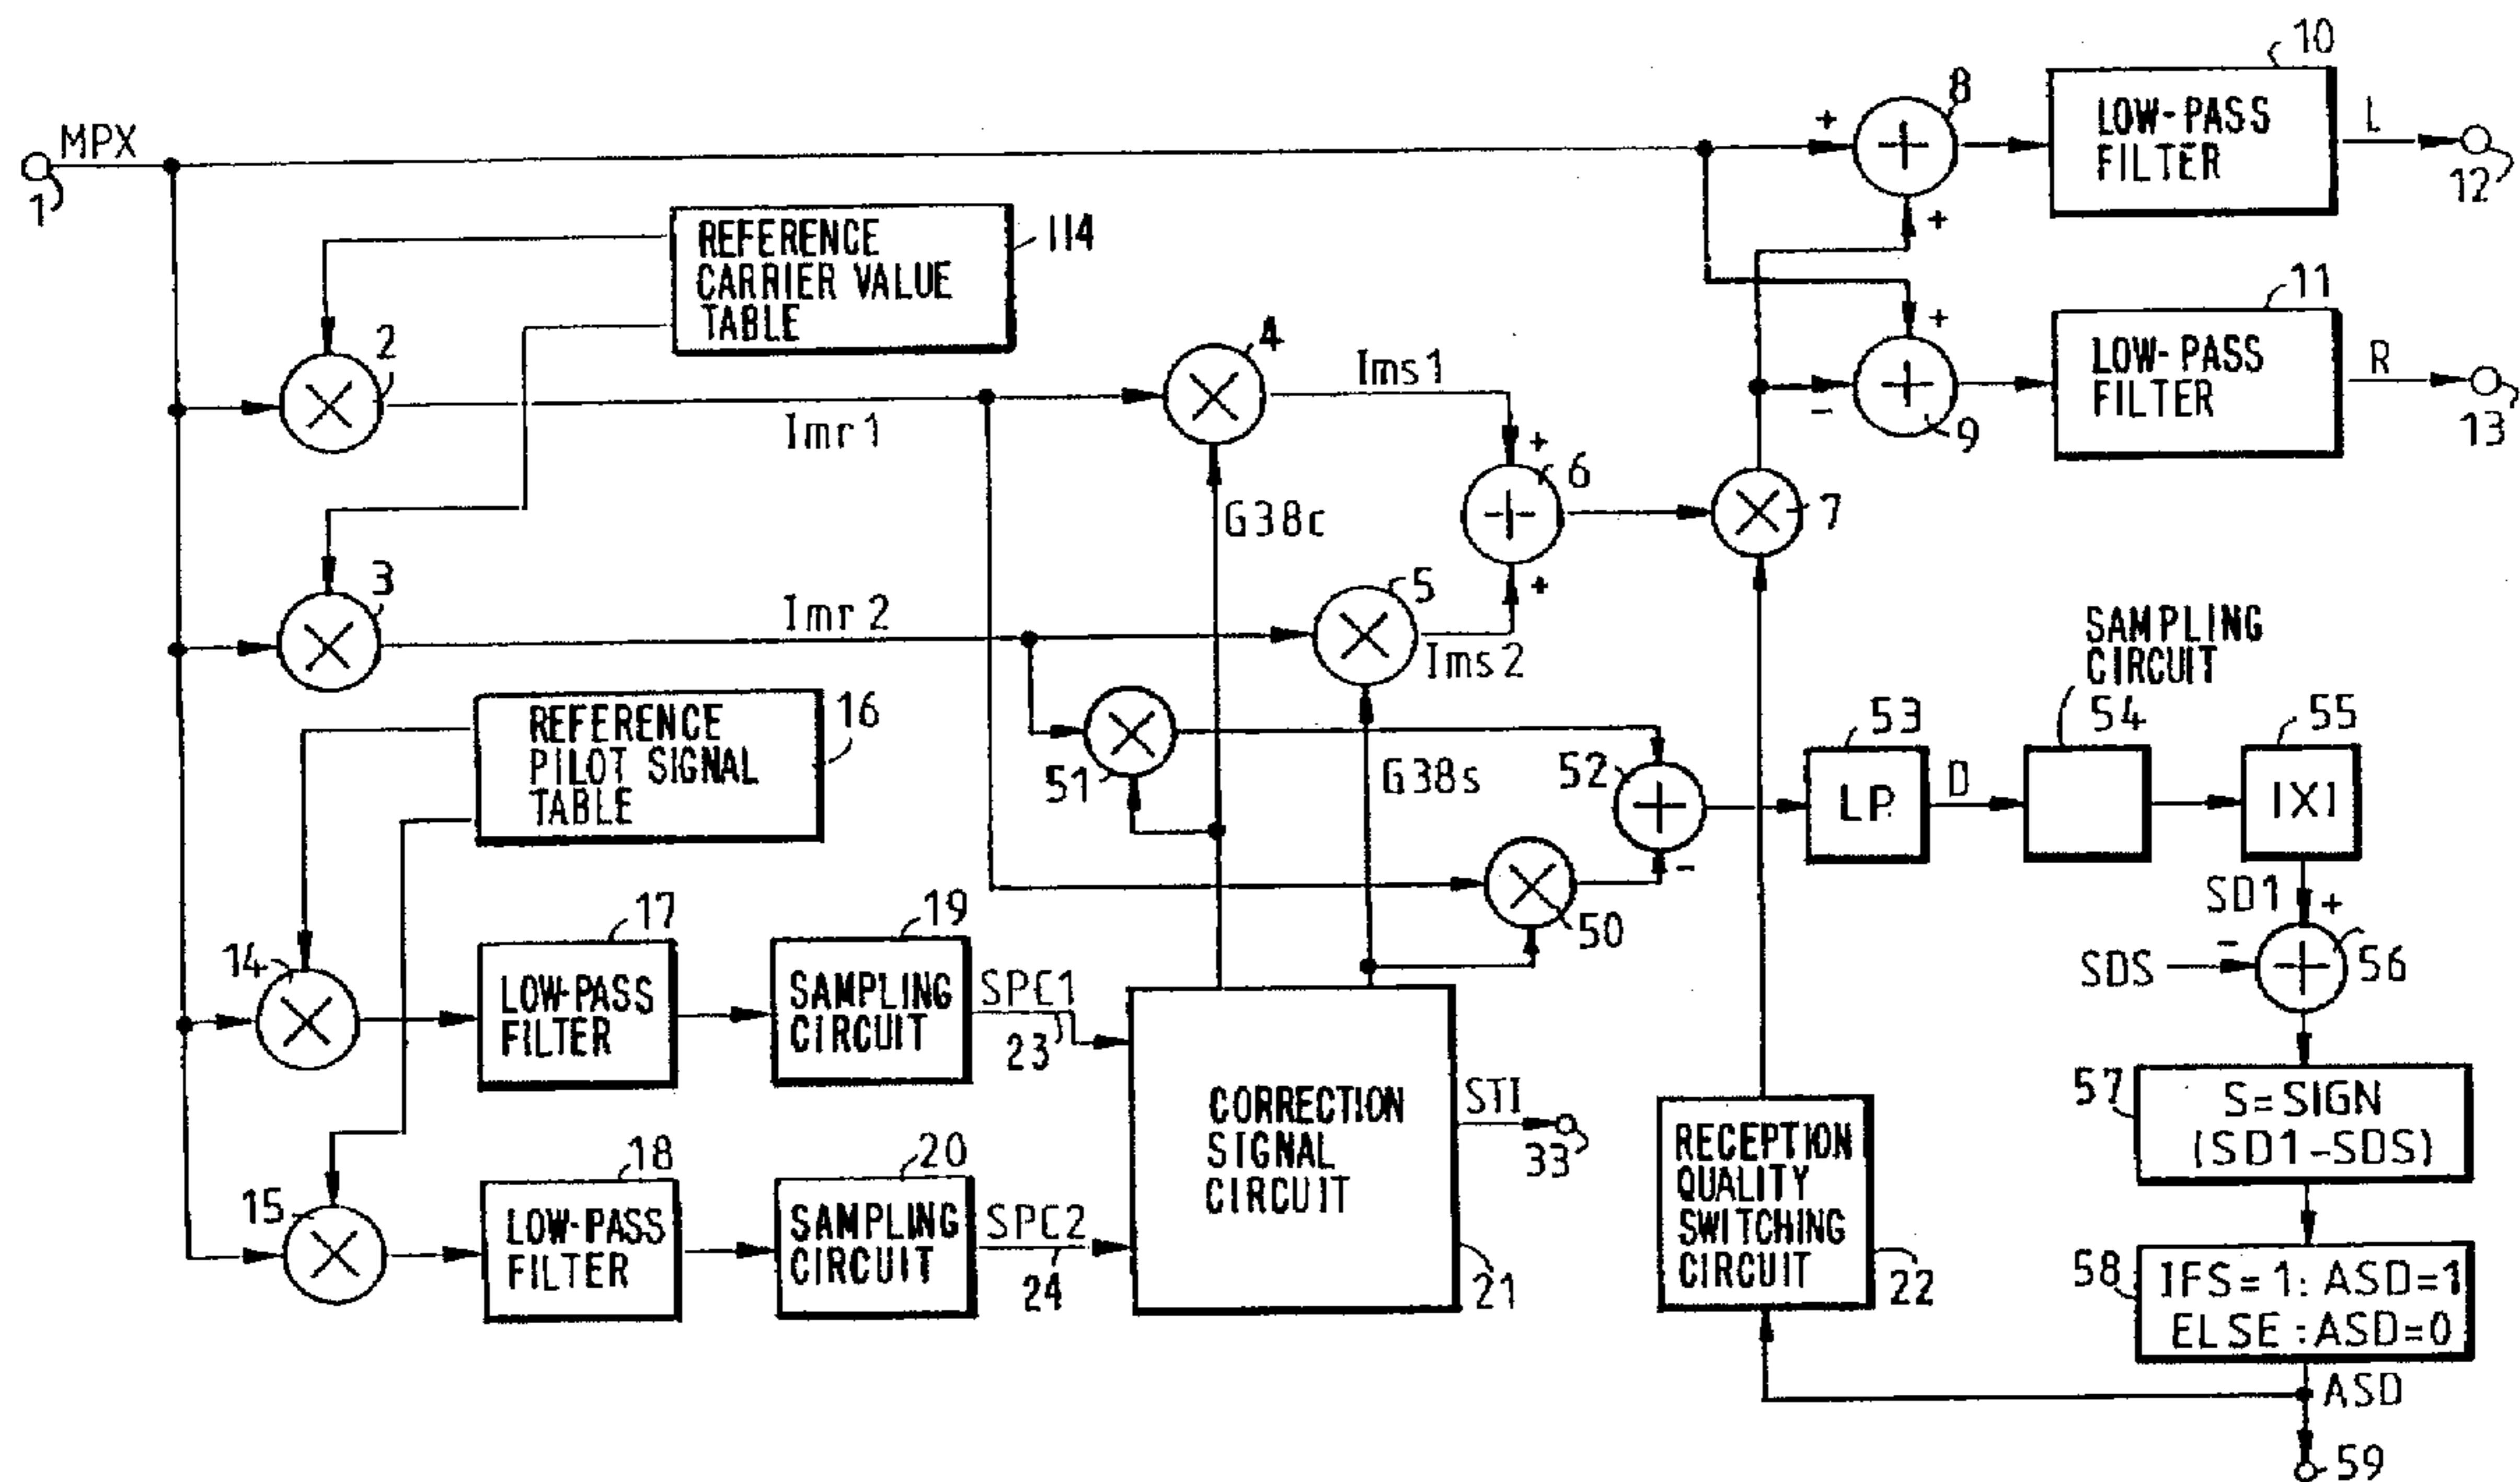 10
8
LOW-PASS
FILTER
L
12
MPX
1
+
+
REFERENCE
CARRIER VALUE
TABLE
114
11
LOW-PASS
FILTER
R
13
+
-
9
2
Imr1
4
Ims1
+
6
G38c
7
3
Imr2
5
+
Ims2
SAMPLING
CIRCUIT
REFERENCE
PILOT SIGNAL
TABLE
16
51
G38s
52
53
LP
D
54
55
|X|
-
50
SD1
+
-
SDS
56
14
17
LOW-PASS
FILTER
19
SAMPLING
CIRCUIT
SPC1
23
CORRECTION
SIGNAL
CIRCUIT
21
STI
33
RECEPTION
QUALITY
SWITCHING
CIRCUIT
22
57
S=SIGN
(SD1-SDS)
15
18
LOW-PASS
FILTER
20
SAMPLING
CIRCUIT
SPC2
24
58
IFS=1: ASD=1
ELSE:ASD=0
ASD
59